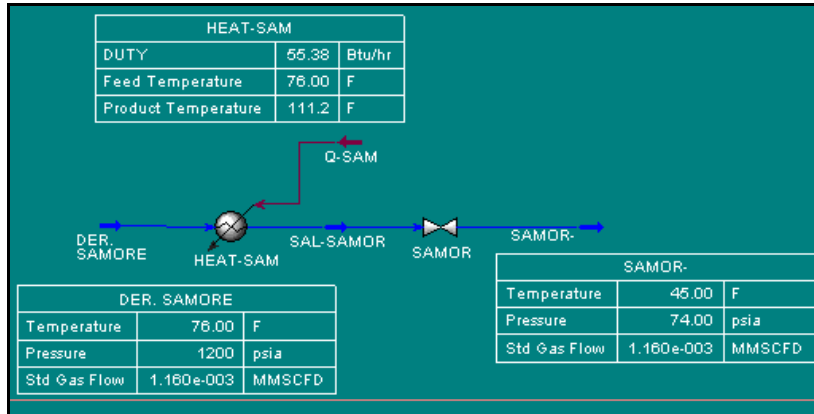 HEAT-SAM
DUTY 55.38 Btu/hr
Feed Temperature 76.00 F
Product Temperature 111.2 F
Q-SAM
DER.
SAMORE
HEAT-SAM
SAL-SAMOR
SAMOR
SAMOR-
DER. SAMORE
Temperature 76.00 F
Pressure 1200 psia
Std Gas Flow 1.160e-003 MMSCFD
SAMOR-
Temperature 45.00 F
Pressure 74.00 psia
Std Gas Flow 1.160e-003 MMSCFD